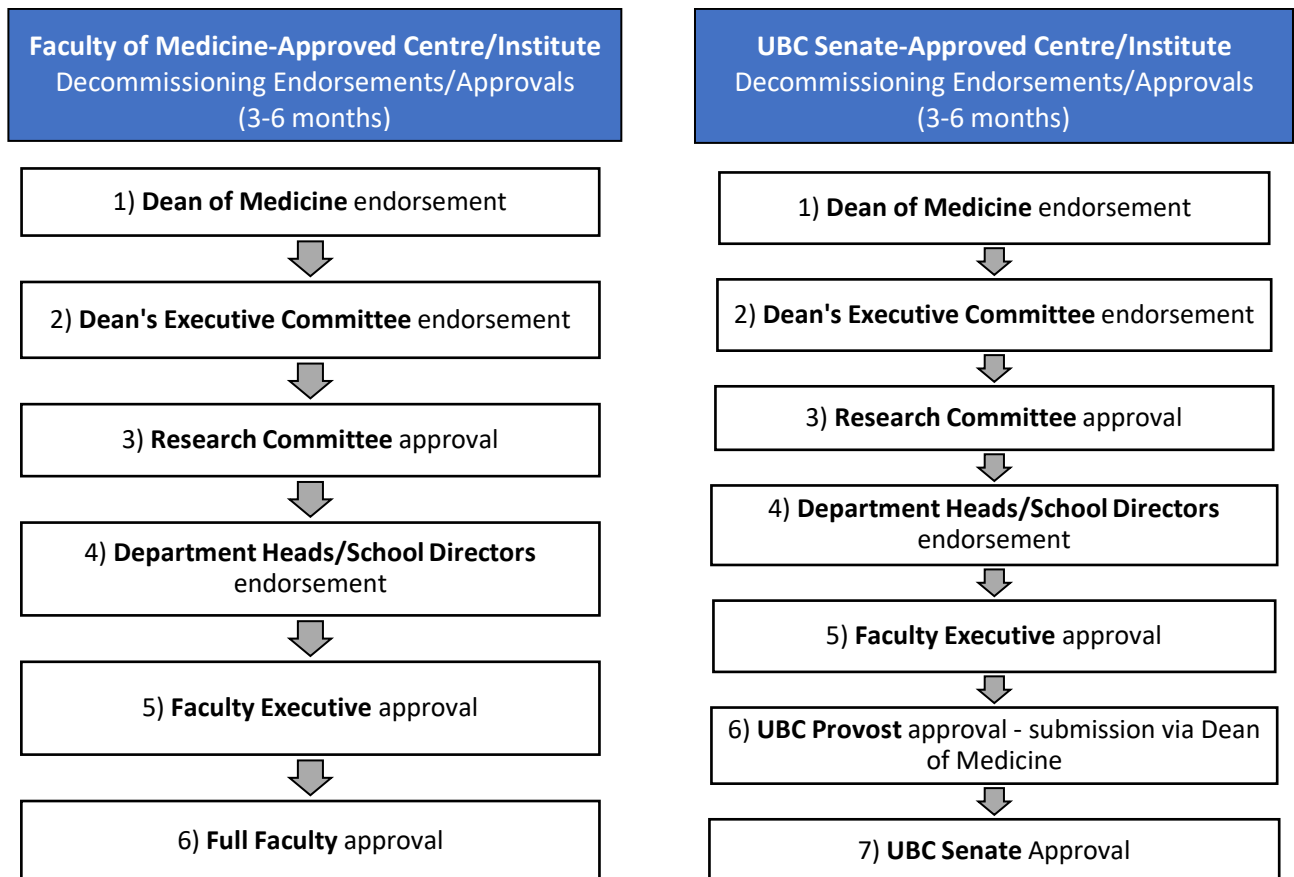 Faculty of Medicine-Approved Centre/Institute
Decommissioning Endorsements/Approvals
(3-6 months)
1) Dean of Medicine endorsement
2) Dean's Executive Committee endorsement
3) Research Committee approval
4) Department Heads/School Directors
endorsement
5) Faculty Executive approval
6) Full Faculty approval
UBC Senate-Approved Centre/Institute
Decommissioning Endorsements/Approvals
(3-6 months)
1) Dean of Medicine endorsement
2) Dean's Executive Committee endorsement
3) Research Committee approval
4) Department Heads/School Directors
endorsement
5) Faculty Executive approval
6) UBC Provost approval - submission via Dean
of Medicine
7) UBC Senate Approval